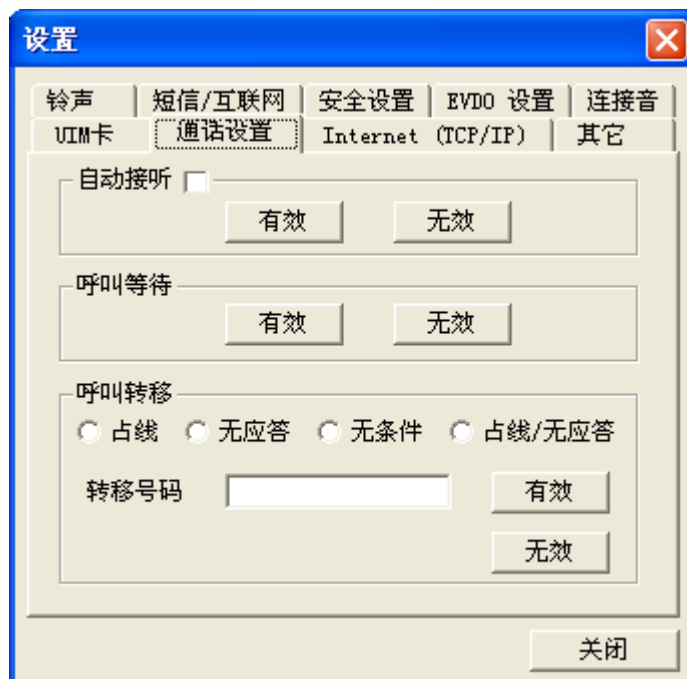 设置
铃声 短信/互联网 安全设置 EVDO 设置 连接音
UIM卡 通话设置 Internet (TCP/IP) 其它
自动接听
有效 无效
呼叫等待
有效 无效
呼叫转移
占线 无应答 无条件 占线/无应答
转移号码 有效
无效
关闭